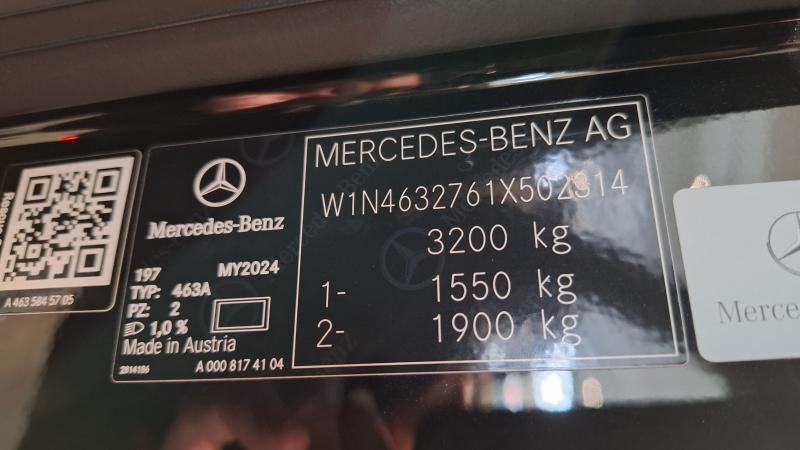 A 463 584 57 05
Mercedes-Benz
197 MY2024
TYP: 463A
PZ: 2
1,0 %
Made in Austria
2814186 A 000 817 41 04
MERCEDES-BENZ AG
W1N4632761X502314
3200 kg
1- 1550 kg
2- 1900 kg
Merced